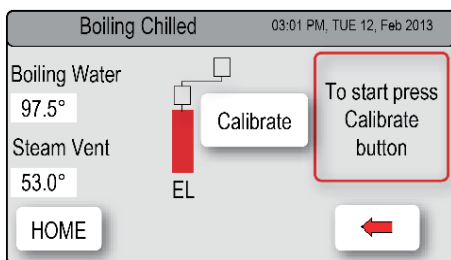 Boiling Chilled
03:01 PM, TUE 12, Feb 2013
Boiling Water
97.5°
Steam Vent
53.0°
EL
Calibrate
To start press
Calibrate
button
HOME